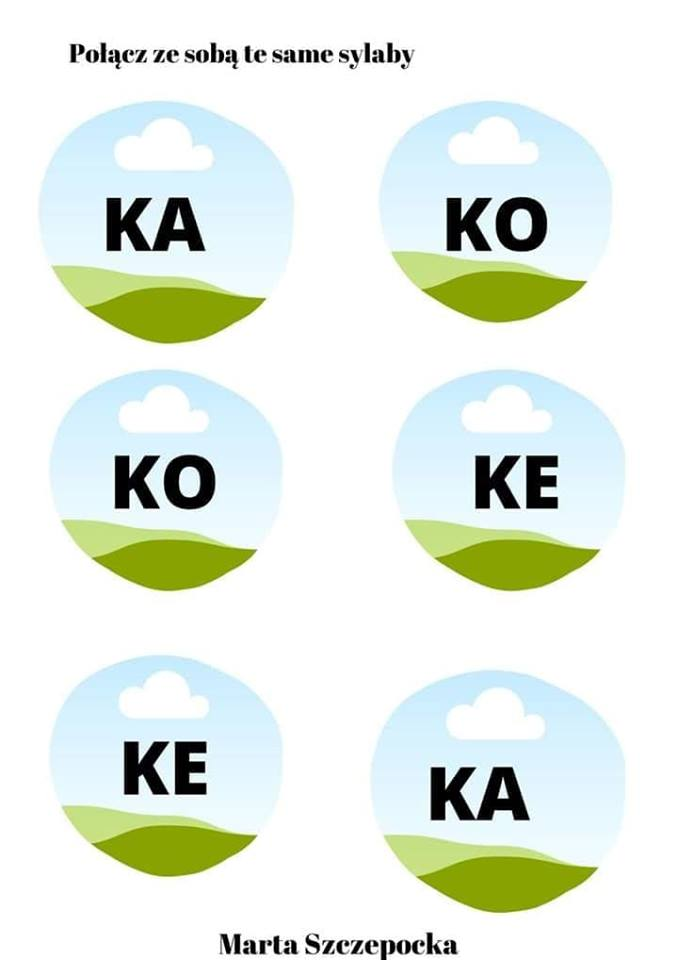 Połącz ze sobą te same sylaby
KA
KO
KO
KE
KE
KA
Marta Szczepocka